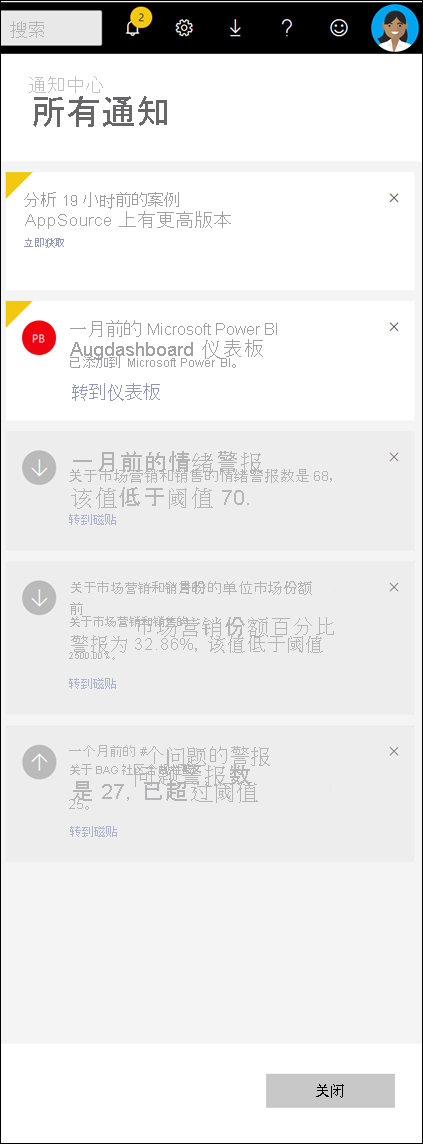 搜索
2
通知中心
所有通知
分析 19 小时前的案例
AppSource 上有更高版本
立即获取
PB
一月前的 Microsoft Power BI
Augdashboard 仪表板
已添加到 Microsoft Power BI。
转到仪表板
一月前的情绪警报
关于市场营销和销售的情绪警报数是 68，
该值低于阈值 70.
转到磁贴
关于市场营销和销售的单位市场份额
前
关于市场营销和销售的
市场份额百分比
警报为 32.86%, 该值低于阈值
2500.00%。
转到磁贴
一个月前的 #个问题的警报
关于 BAG 社区
问题警报数
是 27, 已超过阈值
25。
转到磁贴
关闭